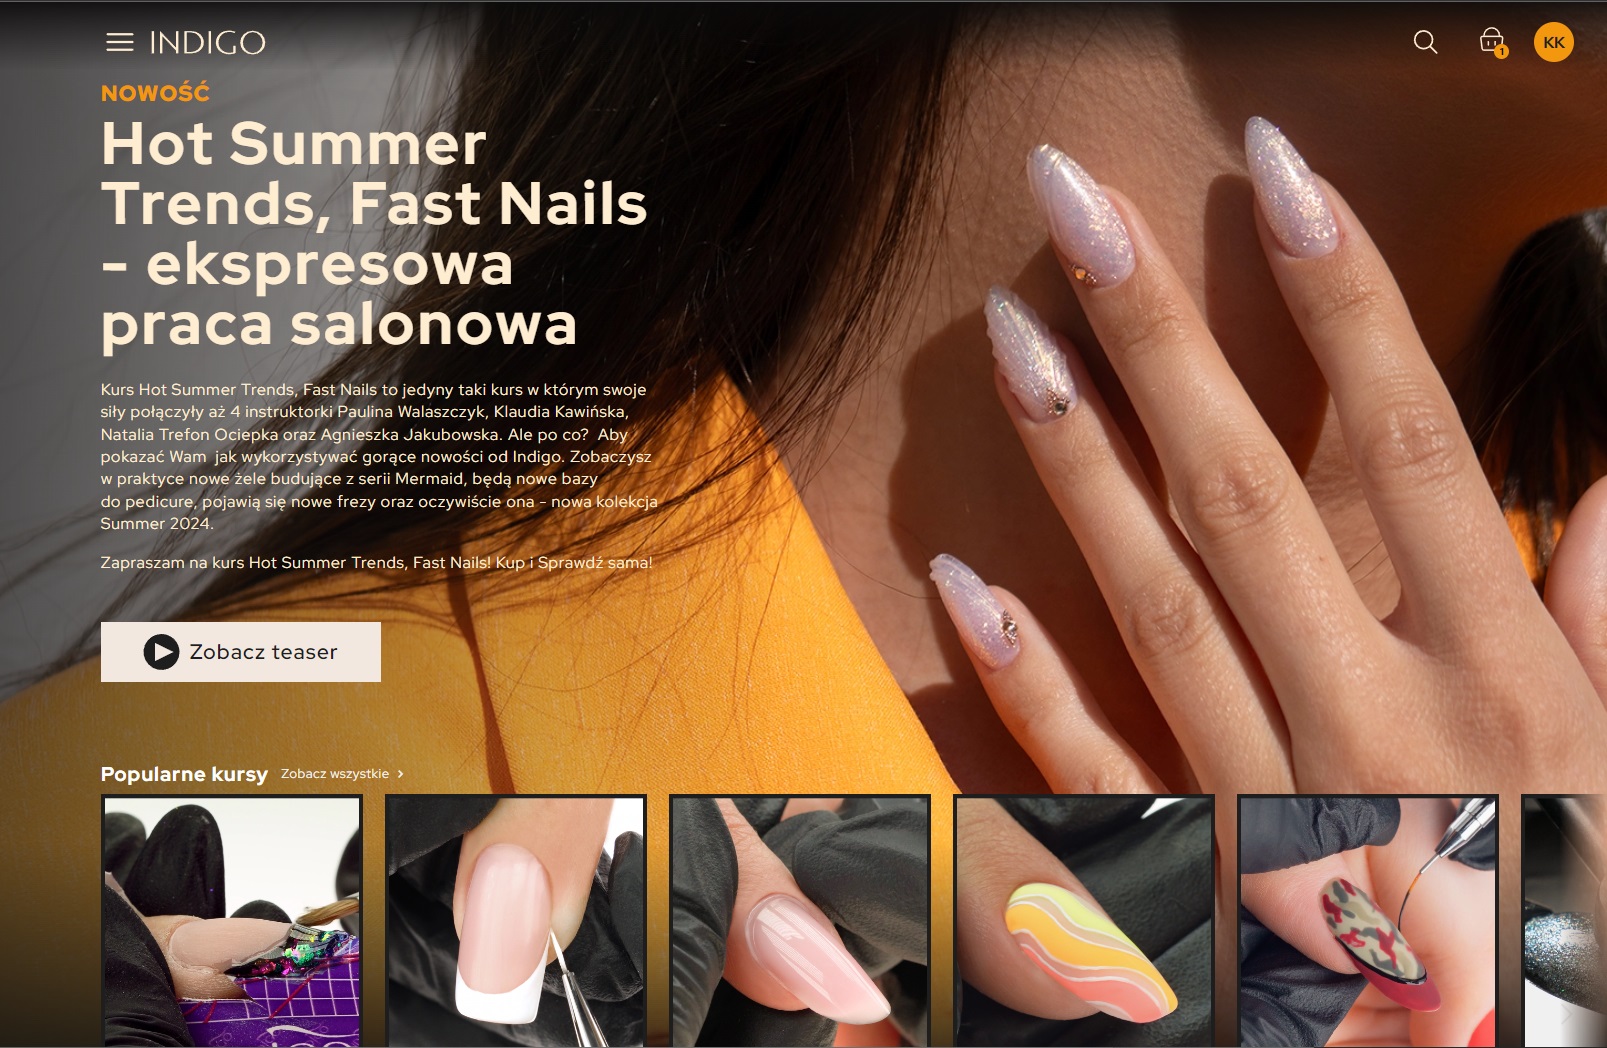 INDIGO
1
KK
NOWOŚĆ
Hot Summer
Trends, Fast Nails
- ekspresowa
praca salonowa
Kurs Hot Summer Trends, Fast Nails to jedyny taki kurs w którym swoje
siły połączyły aż 4 instruktorki Paulina Walaszczyk, Klaudia Kawińska,
Natalia Trefon Ociepka oraz Agnieszka Jakubowska. Ale po co?  Aby
pokazać Wam  jak wykorzystywać gorące nowości od Indigo. Zobaczysz
w praktyce nowe żele budujące z serii Mermaid, będą nowe bazy
do pedicure, pojawią się nowe frezy oraz oczywiście ona - nowa kolekcja
Summer 2024.
Zapraszam na kurs Hot Summer Trends, Fast Nails! Kup i Sprawdź sama!
Zobacz teaser
Popularne kursy
Zobacz wszystkie